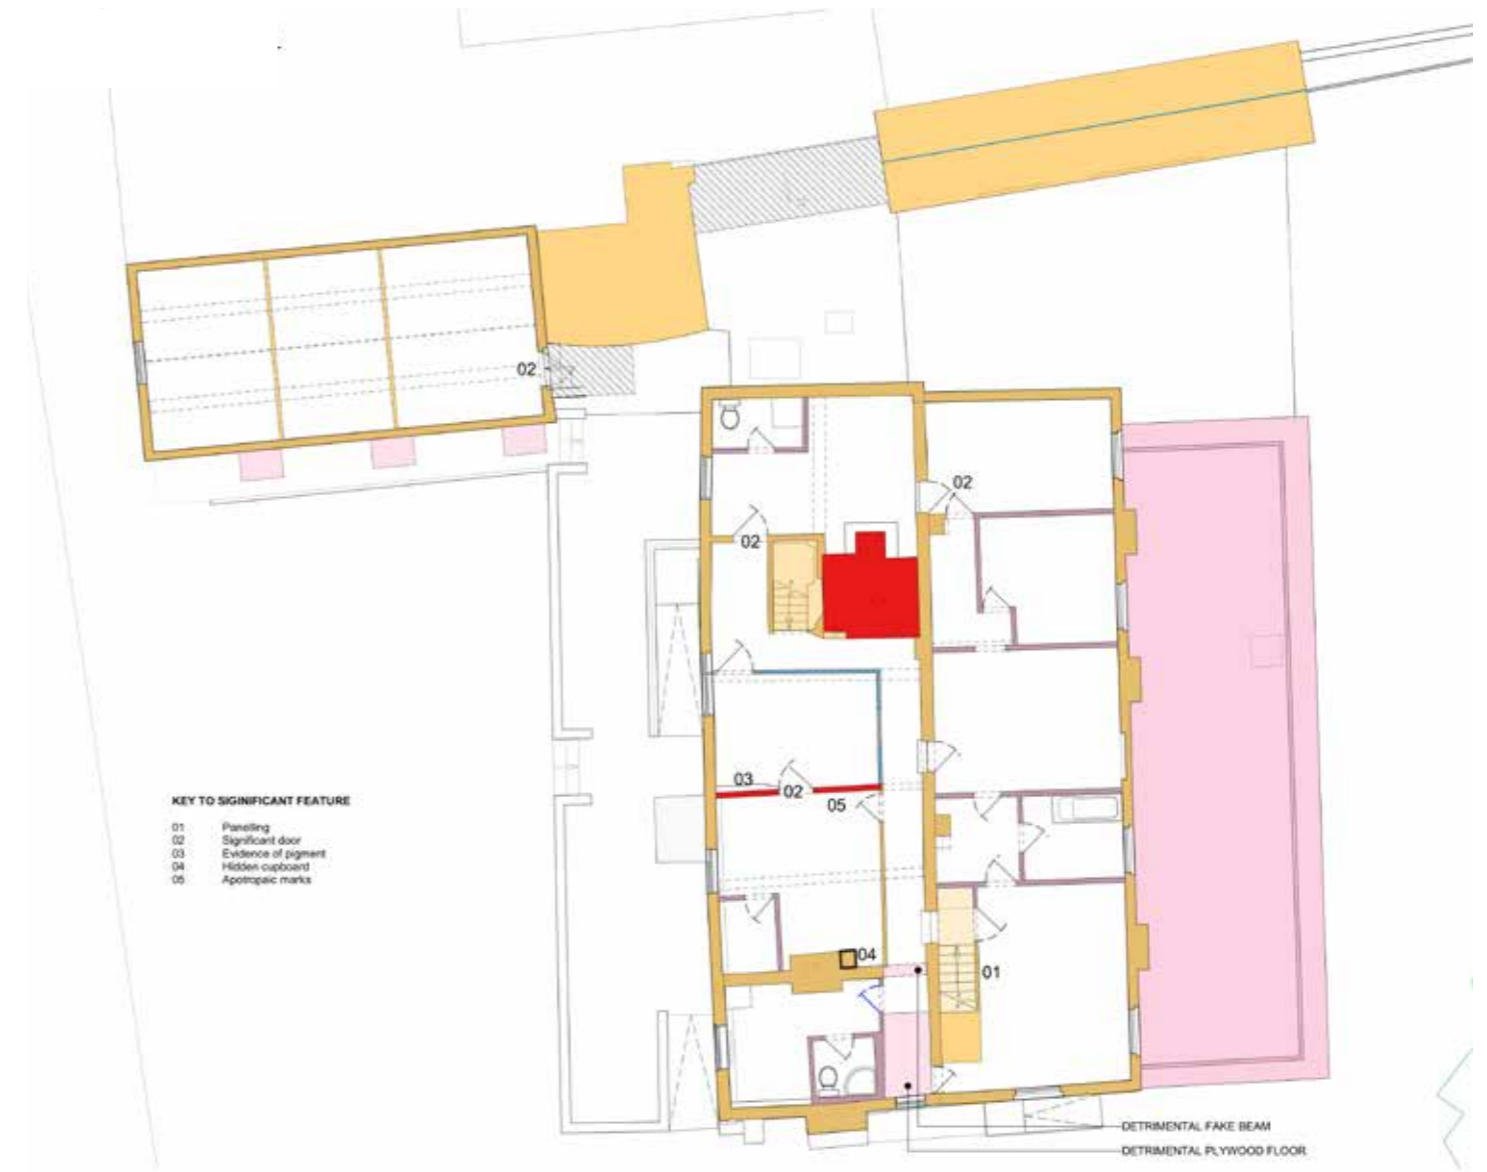 02
02
02
03
02
05
KEY TO SIGINIFICANT FEATURE
01 Panelling
02 Significant door
03 Evidence of pigment
04 Hidden cupboard
05 Apotropaic marks
04
01
DETRIMENTAL FAKE BEAM
DETRIMENTAL PLYWOOD FLOOR